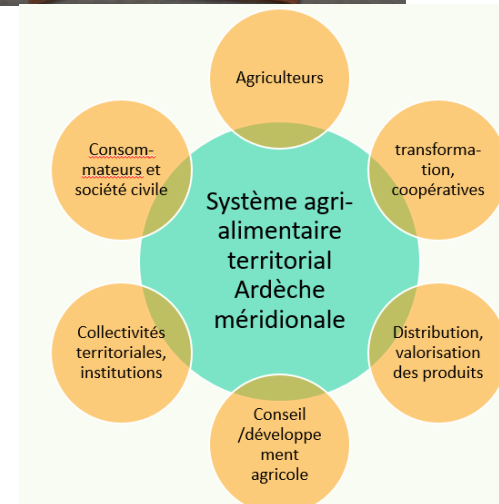 Agriculteurs
transforma-
tion,
coopératives
Distribution,
valorisation
des produits
Conseil
/développe
ment
agricole
Collectivités
territoriales,
institutions
Consom-
mateurs et
société civile
Système agri-
alimentaire
territorial
Ardèche
méridionale